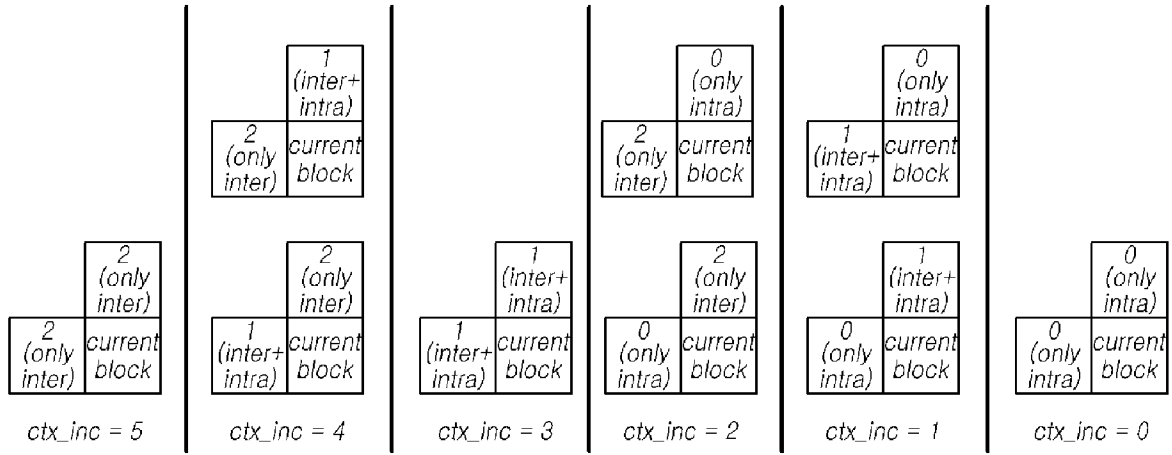 2
(only
inter)
2
(only
inter)
current
block
ctx_inc = 5
1
(inter+
intra)
2
(only
inter)
current
block
2
(only
inter)
1
(inter+
intra)
current
block
ctx_inc = 4
1
(inter+
intra)
1
(inter+
intra)
current
block
ctx_inc = 3
0
(only
intra)
2
(only
inter)
current
block
2
(only
inter)
0
(only
intra)
current
block
ctx_inc = 2
0
(only
intra)
1
(inter+
intra)
current
block
1
(inter+
intra)
0
(only
intra)
current
block
ctx_inc = 1
0
(only
intra)
0
(only
intra)
current
block
ctx_inc = 0